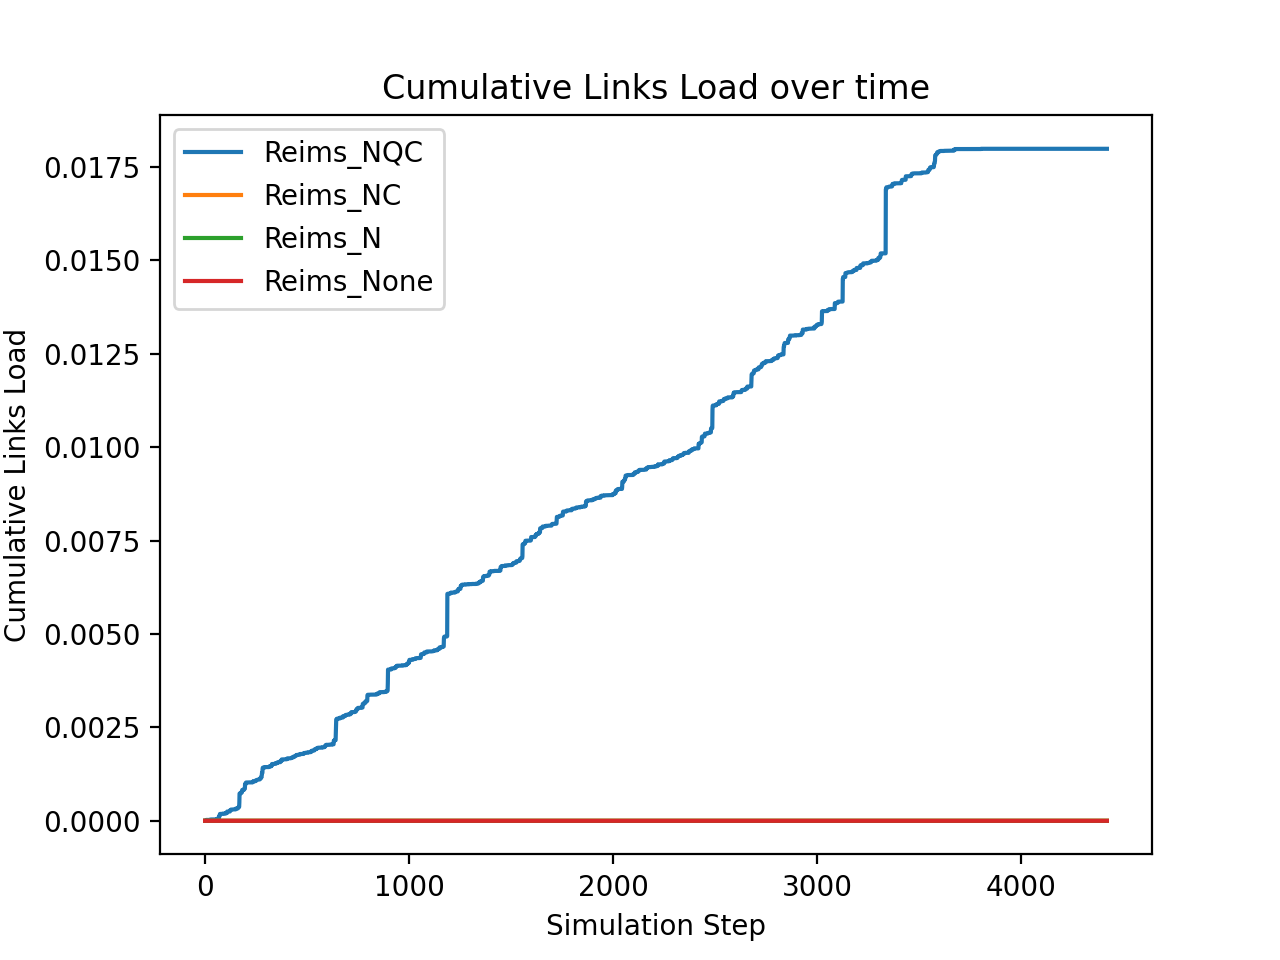 Cumulative Links Load over time
Reims_NQC
Reims_NC
Reims_N
Reims_None
Cumulative Links Load
0.0175
0.0150
0.0125
0.0100
0.0075
0.0050
0.0025
0.0000
0 1000 2000 3000 4000
Simulation Step